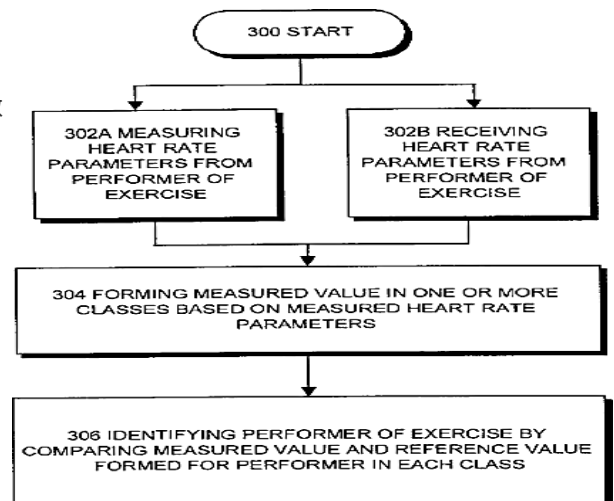 300 START
302A MEASURING
HEART RATE
PARAMETERS FROM
PERFORMER OF
EXERCISE
302B RECEIVING
HEART RATE
PARAMETERS FROM
PERFORMER OF
EXERCISE
304 FORMING MEASURED VALUE IN ONE OR MORE
CLASSES BASED ON MEASURED HEART RATE
PARAMETERS
306 IDENTIFYING PERFORMER OF EXERCISE BY
COMPARING MEASURED VALUE AND REFERENCE VALUE
FORMED FOR PERFORMER IN EACH CLASS